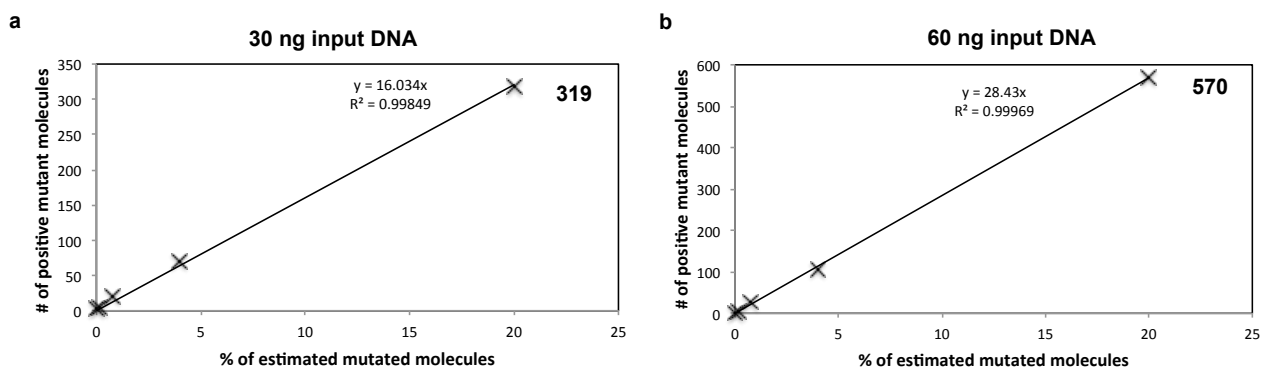 a
30 ng input DNA
# of positive mutant molecules
350
300
250
200
150
100
50
0
y = 16.034x
R² = 0.99849
319
0 5 10 15 20 25
% of estimated mutated molecules
b
60 ng input DNA
# of positive mutant molecules
600
500
400
300
200
100
0
y = 28.43x
R² = 0.99969
570
0 5 10 15 20 25
% of estimated mutated molecules